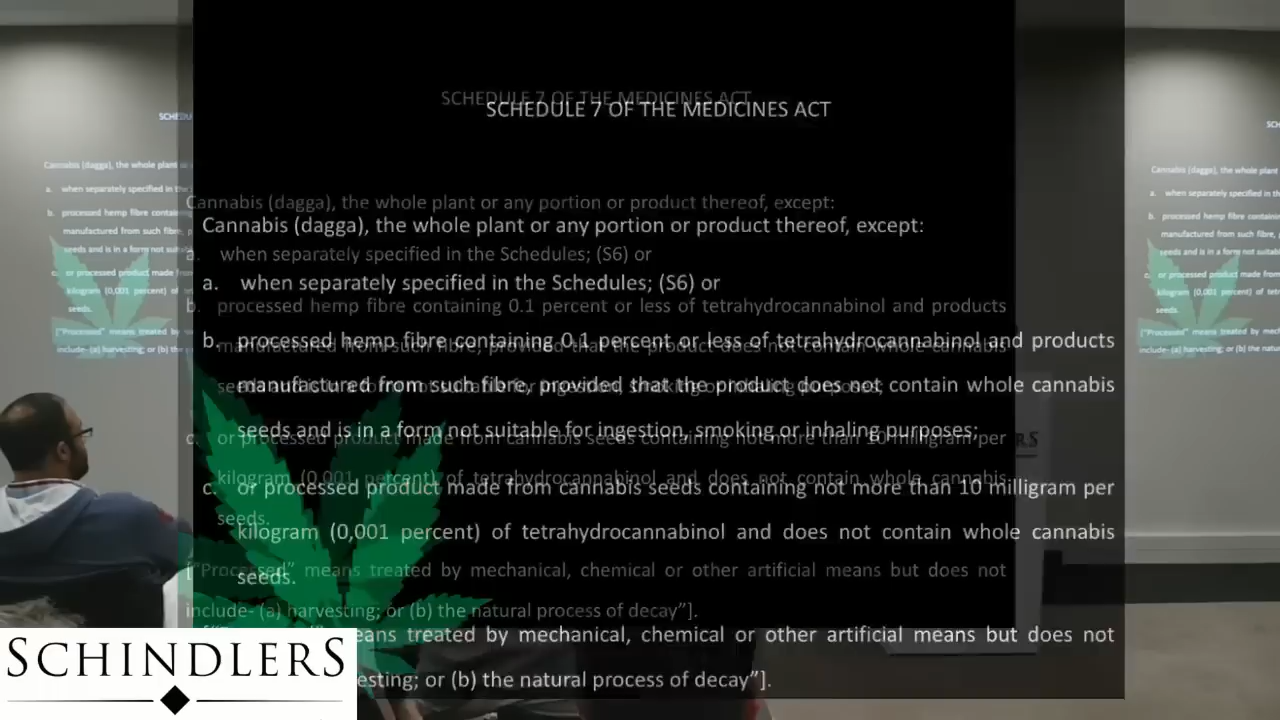 SCHEDULE 7 OF THE MEDICINES ACT
Cannabis (dagga), the whole plant or any portion or product thereof, except:
a. when separately specified in the Schedules; (S6) or
b. processed hemp fibre containing 0.1 percent or less of tetrahydrocannabinol and products
manufactured from such fibre, provided that the product does not contain whole cannabis
seeds and is in a form not suitable for ingestion, smoking or inhaling purposes;
c. or processed product made from cannabis seeds containing not more than 10 milligram per
kilogram (0,001 percent) of tetrahydrocannabinol and does not contain whole cannabis
seeds.
["Processed" means treated by mechanical, chemical or other artificial means but does not
include- (a) harvesting; or (b) the natural process of decay"].
SCHINDLERS